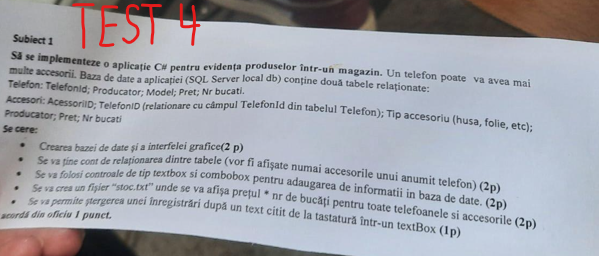 TEST 4
Subiect 1
Să se implementeze o aplicație C# pentru evidența produselor într-un magazin. Un telefon poate va avea mai
multe accesorii. Baza de date a aplicației (SQL Server local db) conține două tabele relaționate:
Telefon: TelefonId; Producator; Model; Pret; Nr bucati.
Accesori: AcessoriiID; TelefonID (relationare cu câmpul TelefonId din tabelul Telefon); Tip accesoriu (husa, folie, etc);
Producator; Pret; Nr bucati
Se cere:
• Crearea bazei de date și a interfelei grafice(2 p)
• Se va ține cont de relaționarea dintre tabele (vor fi afișate numai accesorile unui anumit telefon) (2p)
• Se va folosi controale de tip textbox si combobox pentru adaugarea de informatii in baza de date. (2p)
• Se va crea un fișier "stoc.txt" unde se va afișa prețul * nr de bucăți pentru toate telefoanele si accesorile (2p)
• Se va permite ștergerea unei înregistrări după un text citit de la tastatură într-un textBox (1p)
acordă din oficiu 1 punct.